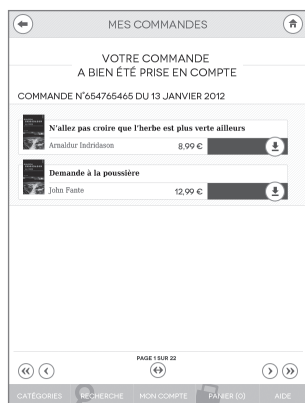 MES COMMANDES
VOTRE COMMANDE
A BIEN ÉTÉ PRISE EN COMPTE
COMMANDE N°654765465 DU 13 JANVIER 2012
N'allez pas croire que l'herbe est plus verte ailleurs
Arnaldur Indridason 8,99 €
Demande à la poussière
John Fante 12,99 €
PAGE 1 SUR 22
CATÉGORIES RECHERCHE MON COMPTE PANIER (0) AIDE